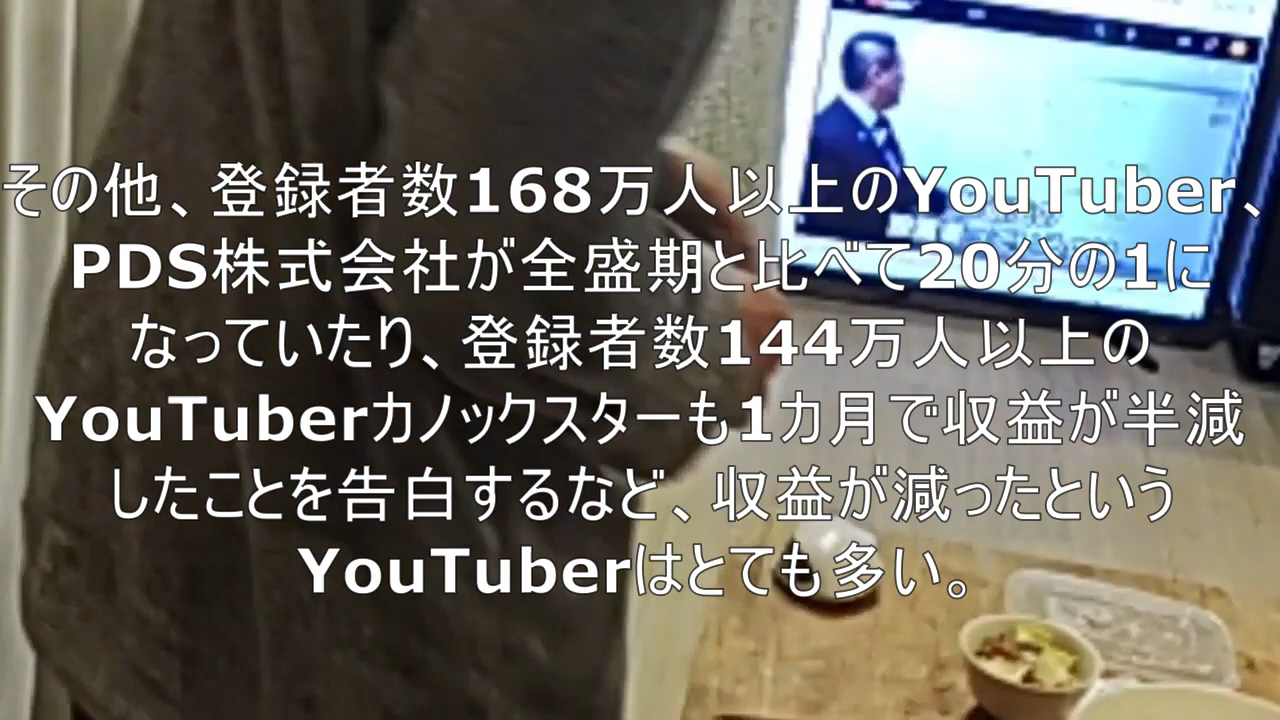 その他、登録者数168万人以上のYouTuber、
PDS株式会社が全盛期と比べて20分の1に
なっていたり、登録者数144万人以上の
YouTuberカノックスターも1カ月で収益が半減
したことを告白するなど、収益が減ったという
YouTuberはとても多い。